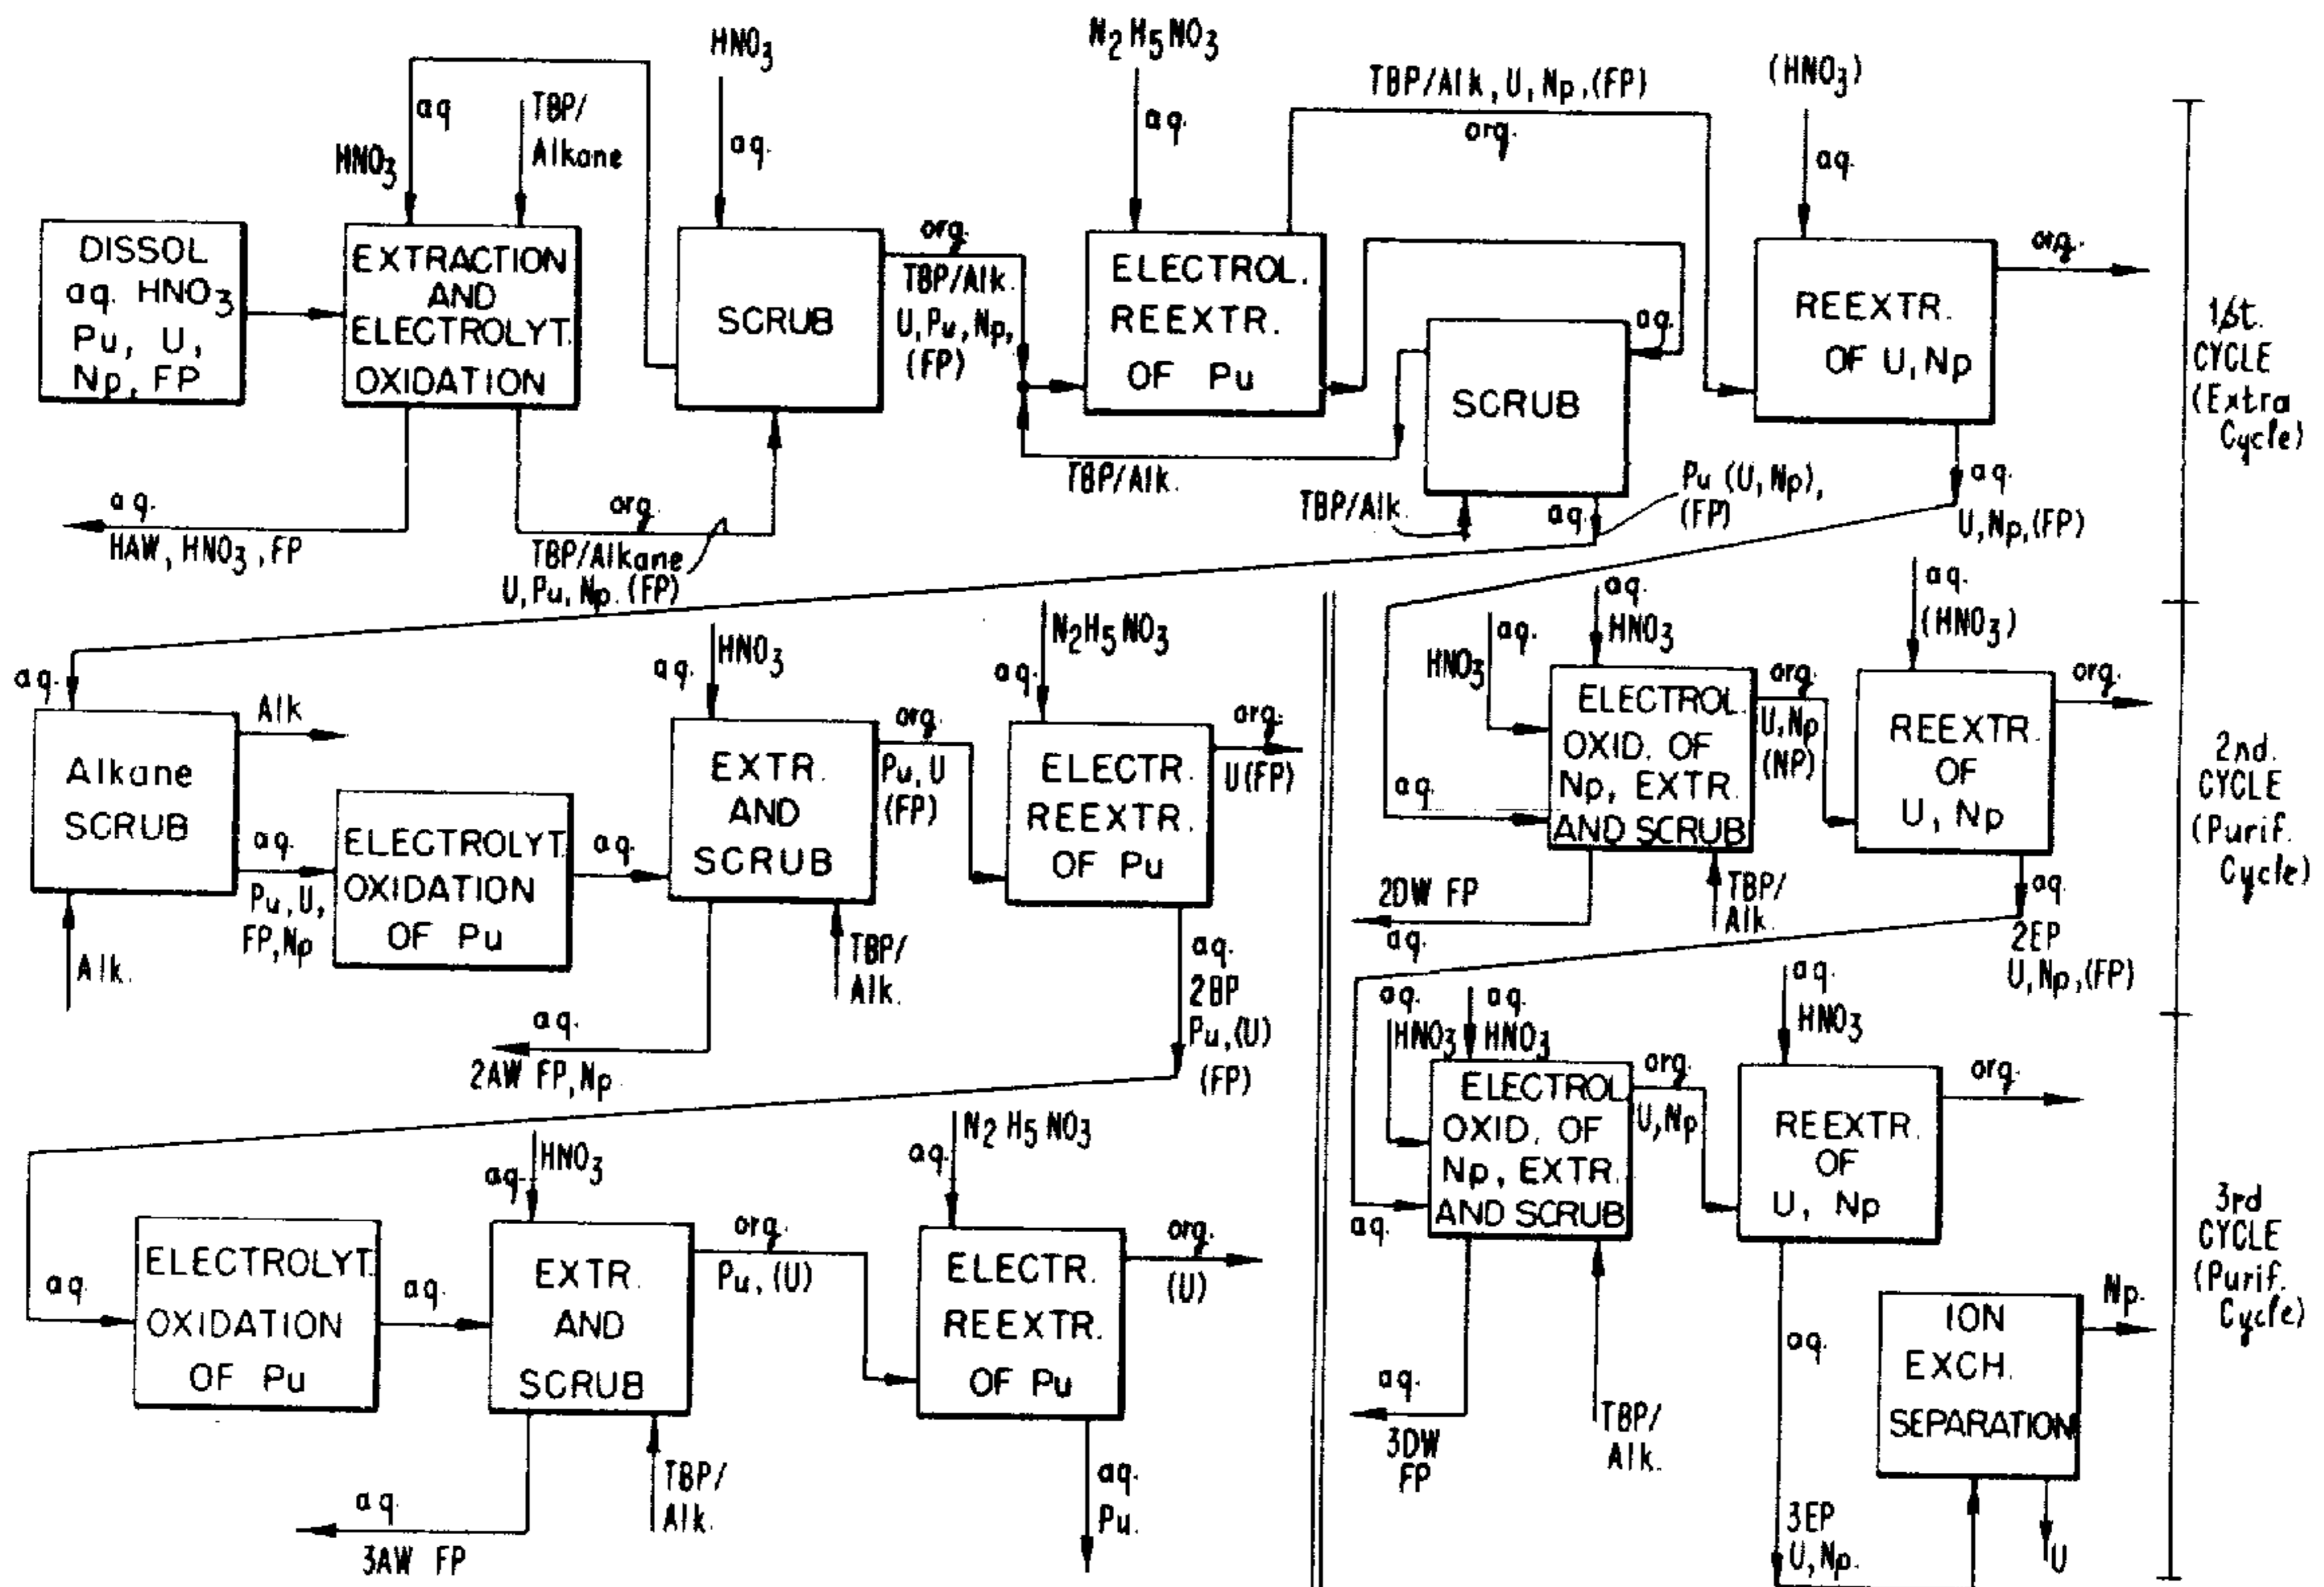 HNO3
N2H5NO3
TBP/Alk, U, Np, (FP)
(HNO3)
aq
TBP/
Alkane
HNO3
aq.
aq.
org.
aq.
DISSOL
aq. HNO3
Pu, U,
Np, FP
EXTRACTION
AND
ELECTROLYT.
OXIDATION
SCRUB
org.
TBP/Alk.
U, Pu, Np,
(FP)
ELECTROL.
REEXTR.
OF Pu
aq.
SCRUB
REEXTR.
OF U, Np
org.
1st.
CYCLE
(Extra
Cycle)
TBP/Alk.
TBP/Alk.
aq.
Pu (U, Np),
(FP)
aq.
U, Np, (FP)
aq.
HAW, HNO3, FP
org.
TBP/Alkane
U, Pu, Np. (FP)
aq.
Alk
Alkane
SCRUB
Alk.
aq.
Pu, U,
FP, Np
ELECTROLYT.
OXIDATION
OF Pu
aq.
aq.
HNO3
EXTR.
AND
SCRUB
TBP/
Alk.
aq.
2AW FP, Np
org.
Pu, U
(FP)
N2H5NO3
aq.
ELECTR.
REEXTR.
OF Pu
org.
U(FP)
aq.
2BP
Pu, (U)
(FP)
aq.
HNO3
aq.
HNO3
aq.
ELECTROL.
OXID. OF
Np, EXTR.
AND SCRUB
org.
U, Np
(NP)
aq.
(HNO3)
REEXTR.
OF
U, Np
org.
2nd.
CYCLE
(Purif.
Cycle)
2DW FP
aq.
TBP/
Alk.
aq
2EP
U, Np, (FP)
aq.
ELECTROLYT.
OXIDATION
OF Pu
aq.
aq.
HNO3
EXTR.
AND
SCRUB
TBP/
Alk.
aq
3AW FP
org.
Pu, (U)
N2H5NO3
aq.
ELECTR.
REEXTR.
OF Pu
org.
(U)
aq.
Pu.
aq.
HNO3
aq.
HNO3
aq.
ELECTROL
OXID. OF
Np, EXTR.
AND SCRUB
org.
U, Np
aq.
HNO3
REEXTR.
OF
U, Np
org.
3rd
CYCLE
(Purif.
Cycle)
aq.
3DW
FP
TBP/
Alk.
aq.
3EP
U, Np.
ION
EXCH.
SEPARATION
Np.
U